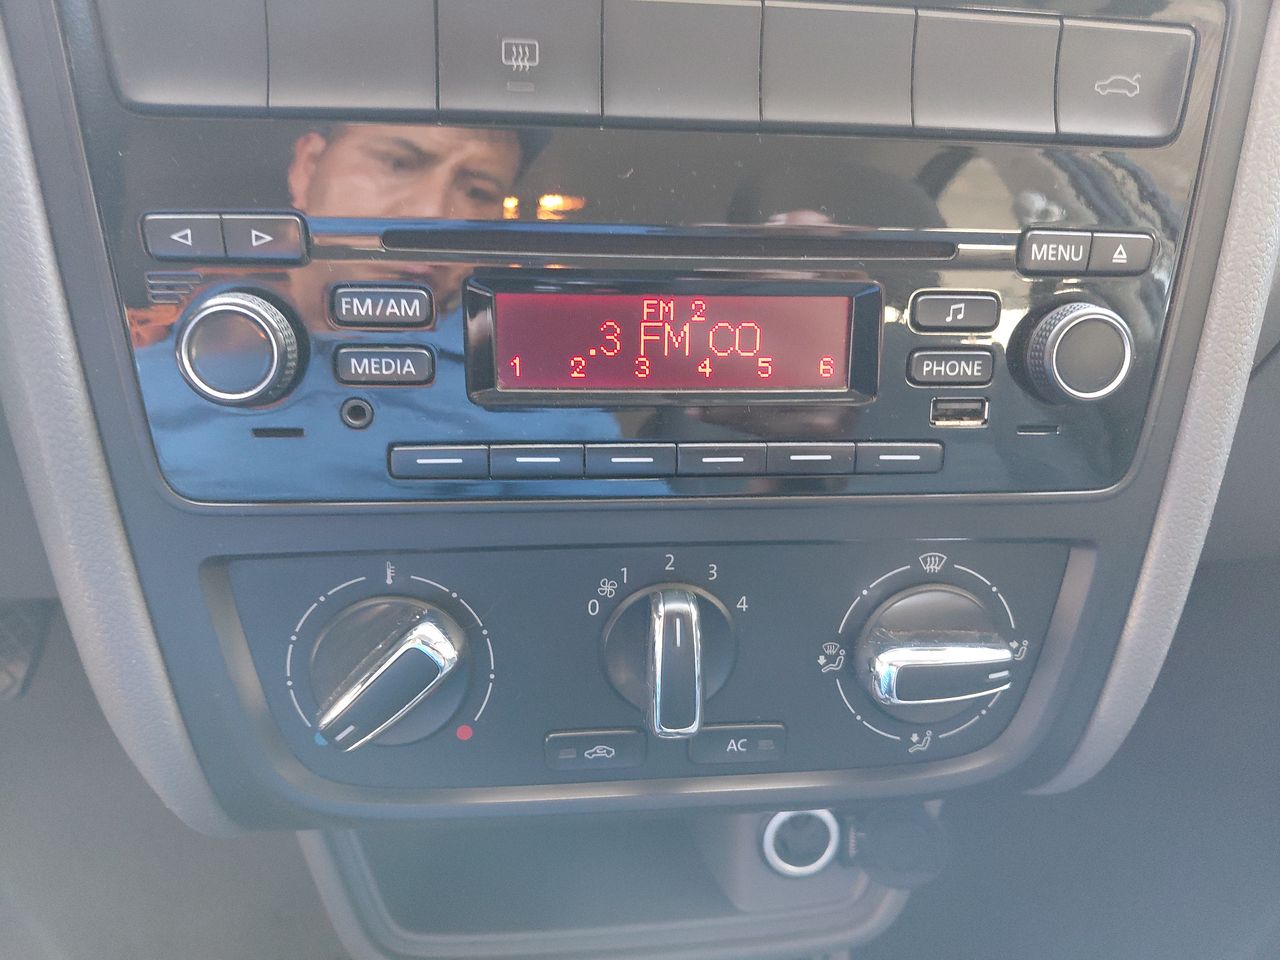 MENU
FM/AM
FM 2
.3 FM CO
MEDIA
1 2 3 4 5 6
PHONE
0 1 2 3 4
AC